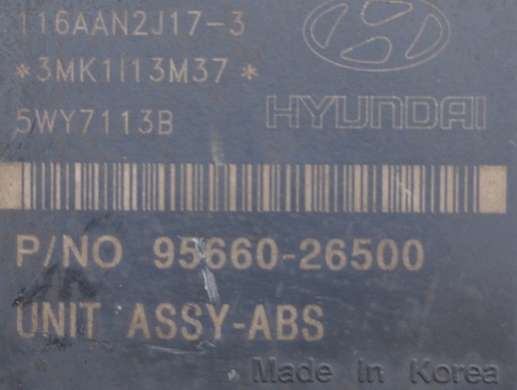 116AAN2J17-3
*3MK1I13M37*
5WY7113B
HYUNDAI
P/NO 95660-26500
UNIT ASSY-ABS
Made In Korea